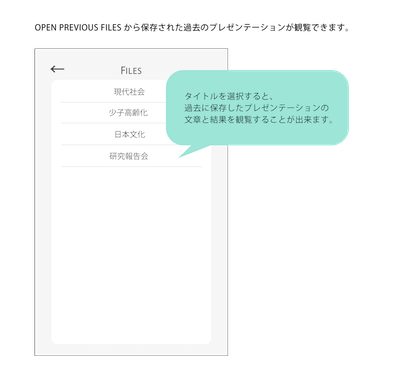 OPEN PREVIOUS FILES から保存された過去のプレゼンテーションが観覧できます。
←
FILES
現代社会
少子高齢化
日本文化
研究報告会
タイトルを選択すると、
過去に保存したプレゼンテーションの
文章と結果を観覧することが出来ます。